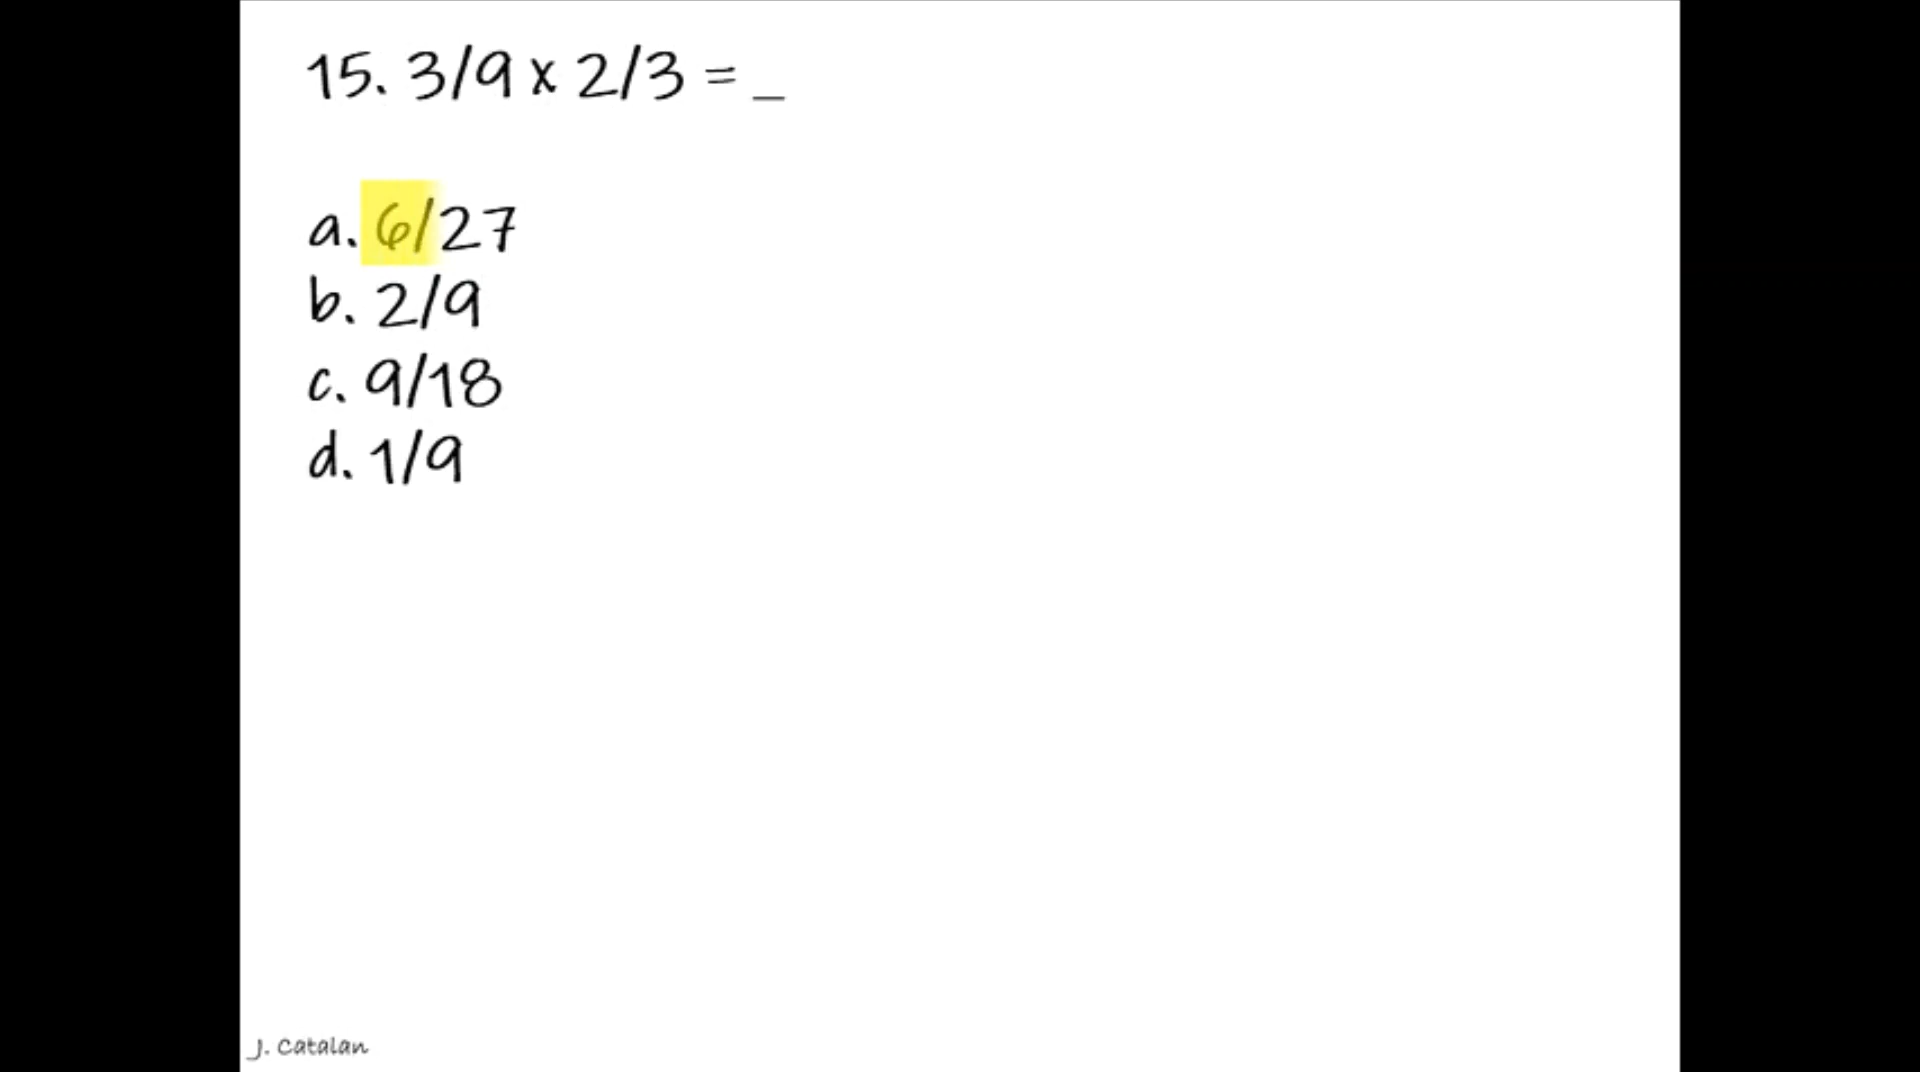 15. 3/9 x 2/3 = _
a. 6/27
b. 2/9
c. 9/18
d. 1/9
J. Catalan